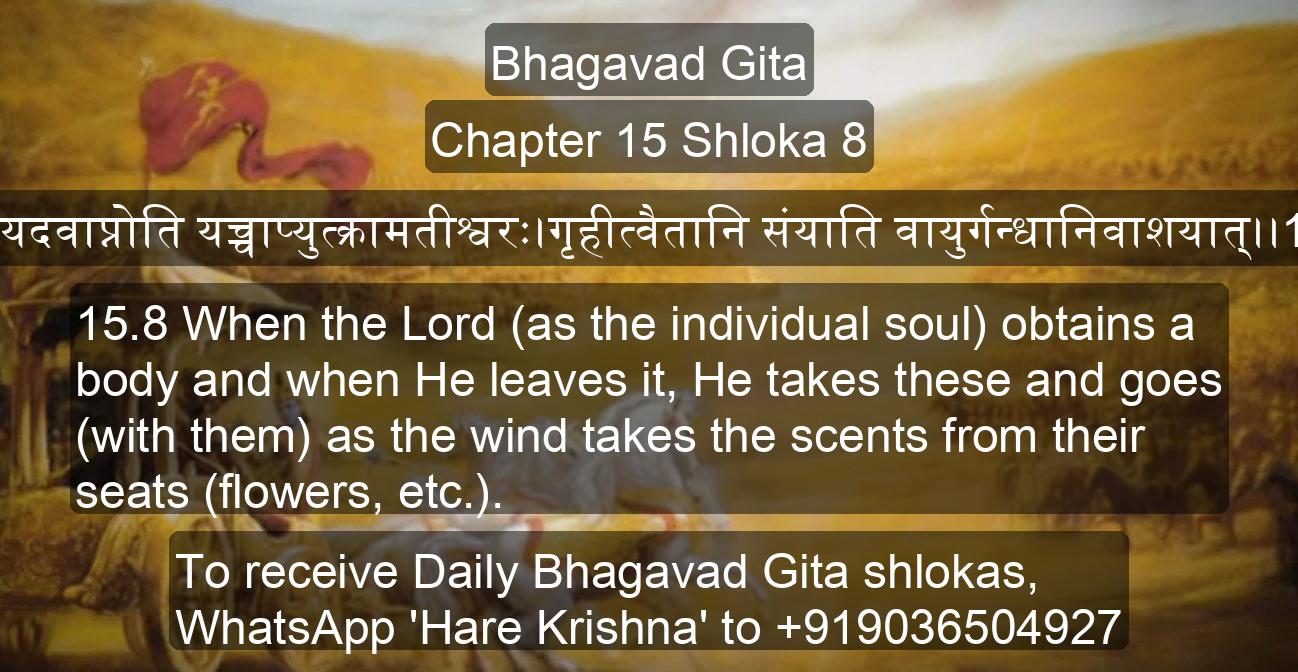 Bhagavad Gita
Chapter 15 Shloka 8
यदवाप्नोति यच्चाप्युत्क्रामतीश्वरः।गृहीत्वैतानि संयाति वायुर्गन्धानिवाशयात्।।1
15.8 When the Lord (as the individual soul) obtains a
body and when He leaves it, He takes these and goes
(with them) as the wind takes the scents from their
seats (flowers, etc.).
To receive Daily Bhagavad Gita shlokas,
WhatsApp 'Hare Krishna' to +919036504927